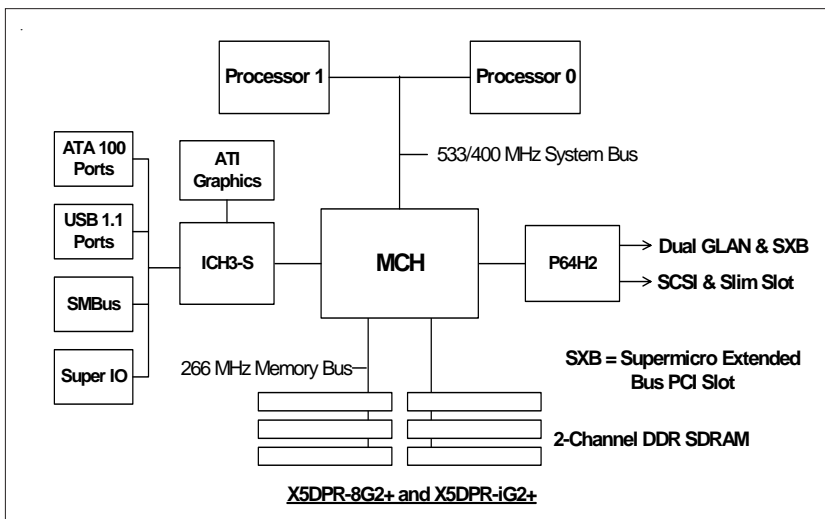 Processor 1
Processor 0
533/400 MHz System Bus
ATA 100
Ports
ATI
Graphics
USB 1.1
Ports
ICH3-S
MCH
P64H2
Dual GLAN & SXB
SCSI & Slim Slot
SMBus
Super IO
266 MHz Memory Bus
SXB = Supermicro Extended
Bus PCI Slot
2-Channel DDR SDRAM
X5DPR-8G2+ and X5DPR-iG2+